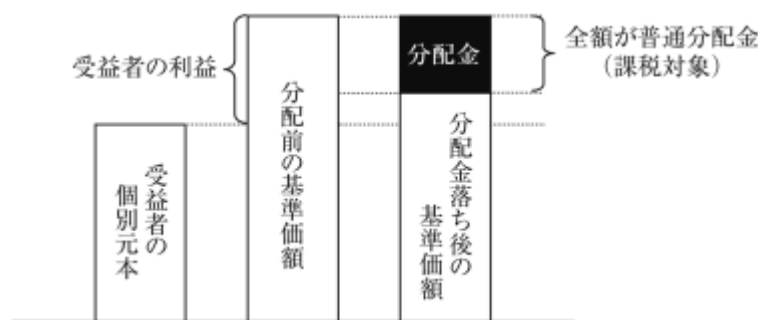 受益者の利益
受益者の
個別元本
分配前の基準価額
分配金
分配金落ち後の
基準価額
全額が普通分配金
（課税対象）